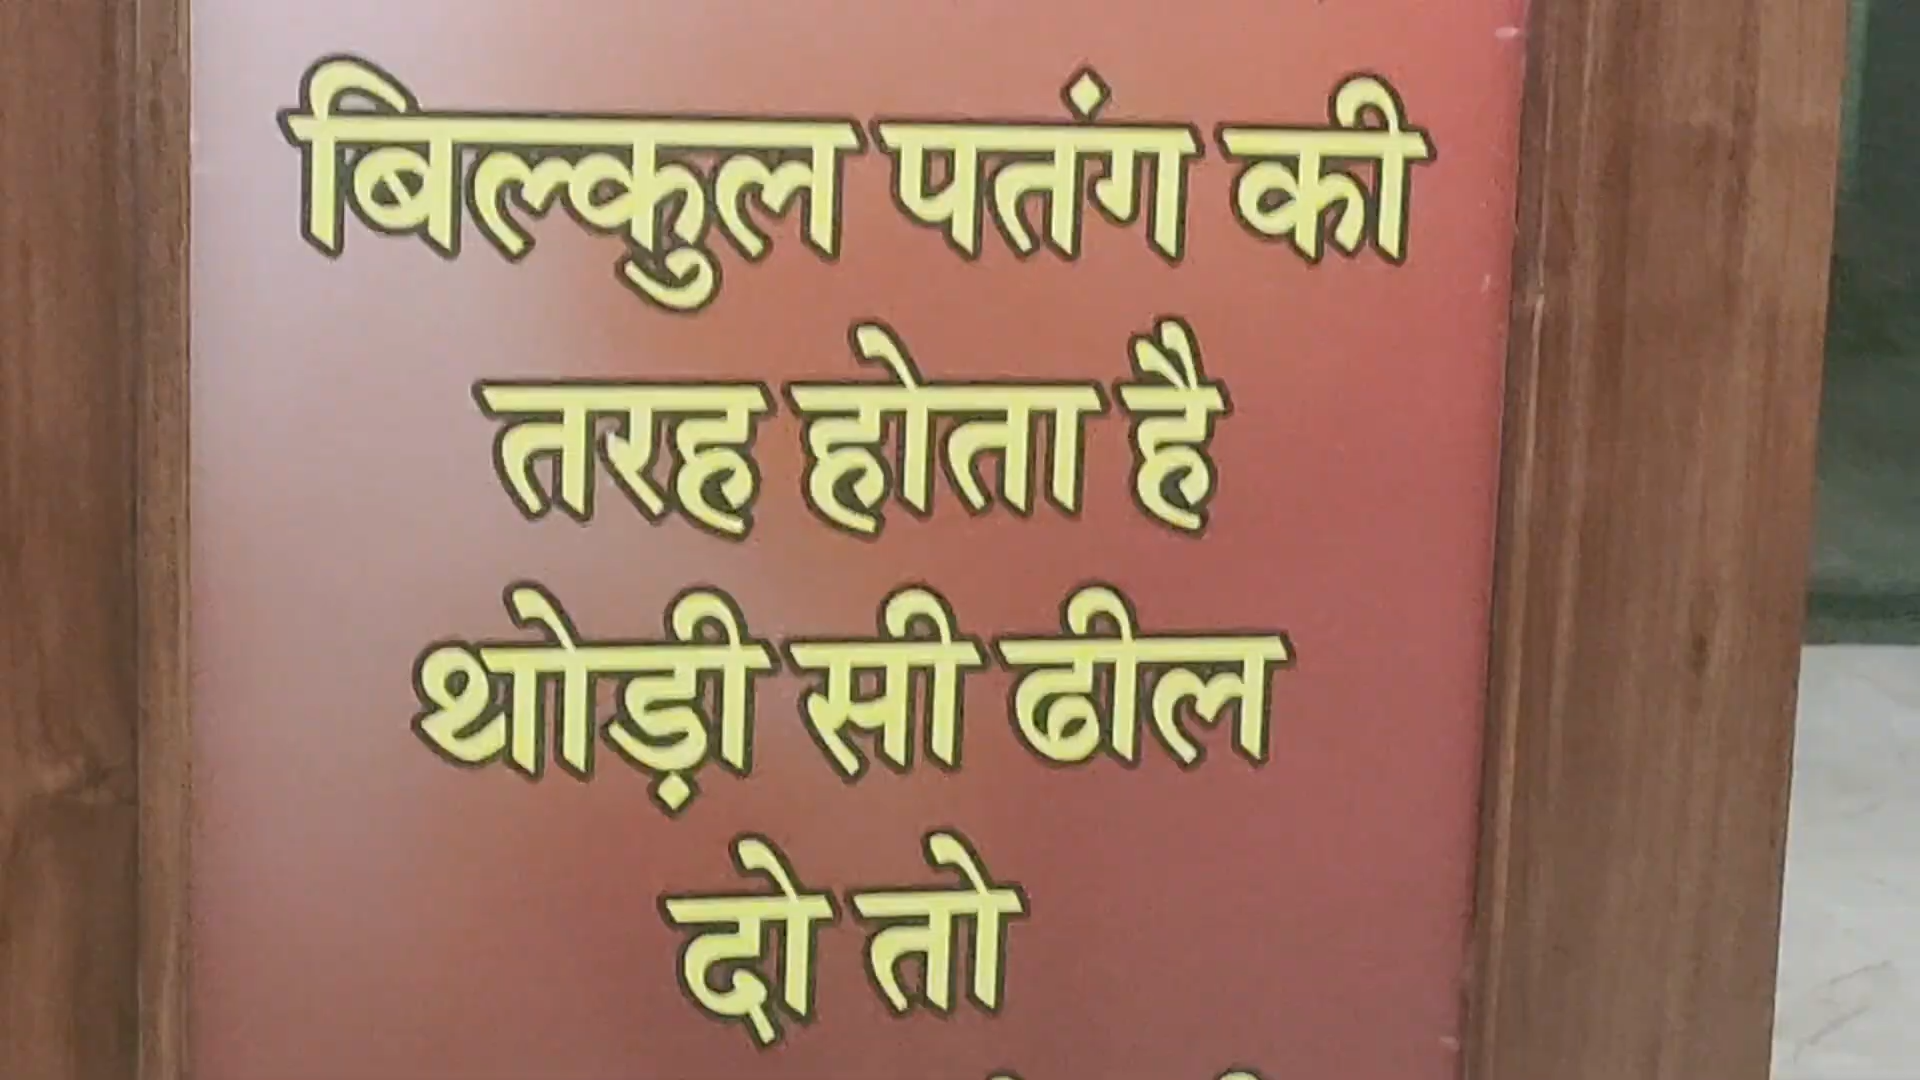 बिल्कुल पतंग की
तरह होता है
थोड़ी सी ढील
दो तो